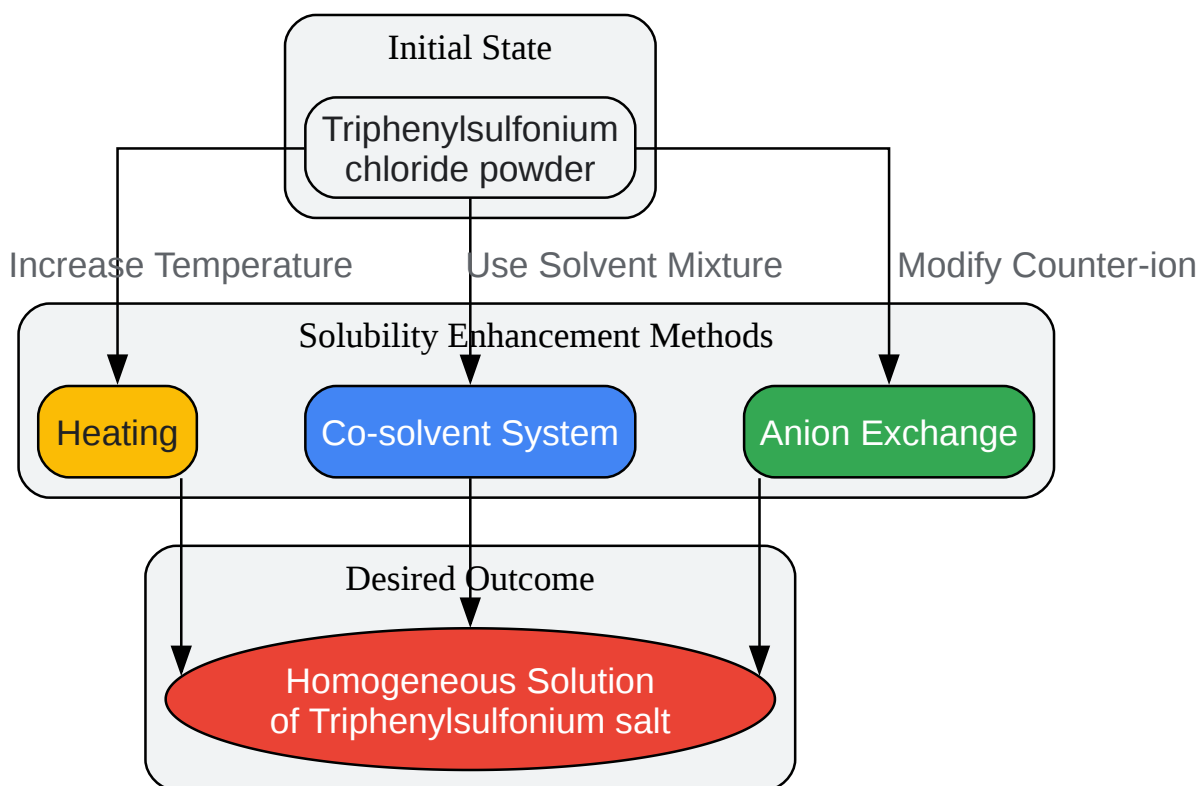 Initial State
Triphenylsulfonium
chloride powder
Increase Temperature
Use Solvent Mixture
Modify Counter-ion
Solubility Enhancement Methods
Heating
Co-solvent System
Anion Exchange
Desired Outcome
Homogeneous Solution
of Triphenylsulfonium salt